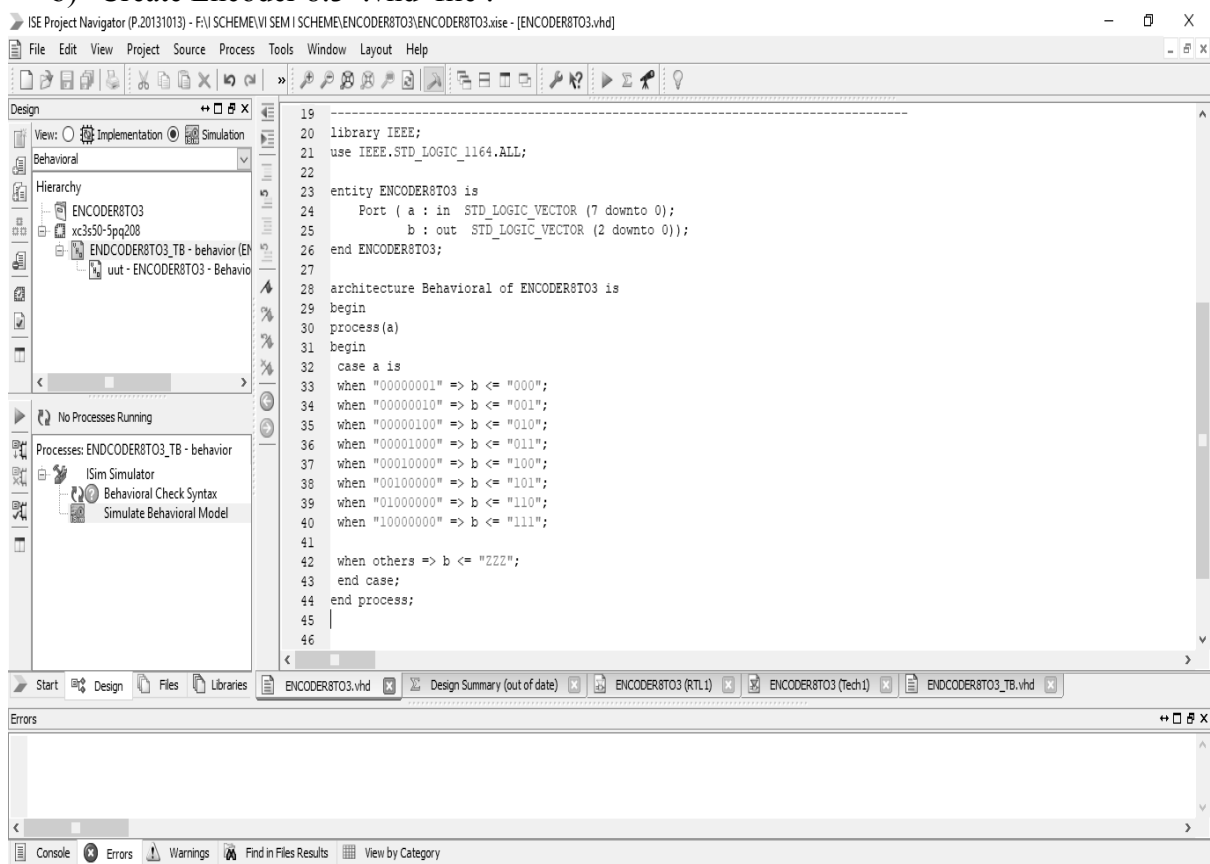 b) Create Encoder 8:3 ".vhd" file .
ISE Project Navigator (P.20131013) - F:\I SCHEME\VI SEM I SCHEME\ENCODER8TO3\ENCODER8TO3.xise - [ENCODER8TO3.vhd]
File Edit View Project Source Process Tools Window Layout Help
Design
View: Implementation Simulation
Behavioral
Hierarchy
ENCODER8TO3
xc3s50-5pq208
ENDCODER8TO3_TB - behavior (EN
uut - ENCODER8TO3 - Behavio
No Processes Running
Processes: ENDCODER8TO3_TB - behavior
ISim Simulator
Behavioral Check Syntax
Simulate Behavioral Model
19 --------------------------------------------------------------------------------
20 library IEEE;
21 use IEEE.STD_LOGIC_1164.ALL;
22
23 entity ENCODER8TO3 is
24 Port ( a : in STD_LOGIC_VECTOR (7 downto 0);
25 b : out STD_LOGIC_VECTOR (2 downto 0));
26 end ENCODER8TO3;
27
28 architecture Behavioral of ENCODER8TO3 is
29 begin
30 process(a)
31 begin
32 case a is
33 when "00000001" => b <= "000";
34 when "00000010" => b <= "001";
35 when "00000100" => b <= "010";
36 when "00001000" => b <= "011";
37 when "00010000" => b <= "100";
38 when "00100000" => b <= "101";
39 when "01000000" => b <= "110";
40 when "10000000" => b <= "111";
41
42 when others => b <= "ZZZ";
43 end case;
44 end process;
45
46
Start Design Files Libraries
ENCODER8TO3.vhd Design Summary (out of date) ENCODER8TO3 (RTL1) ENCODER8TO3 (Tech1) ENDCODER8TO3_TB.vhd
Errors
Console Errors Warnings Find in Files Results View by Category